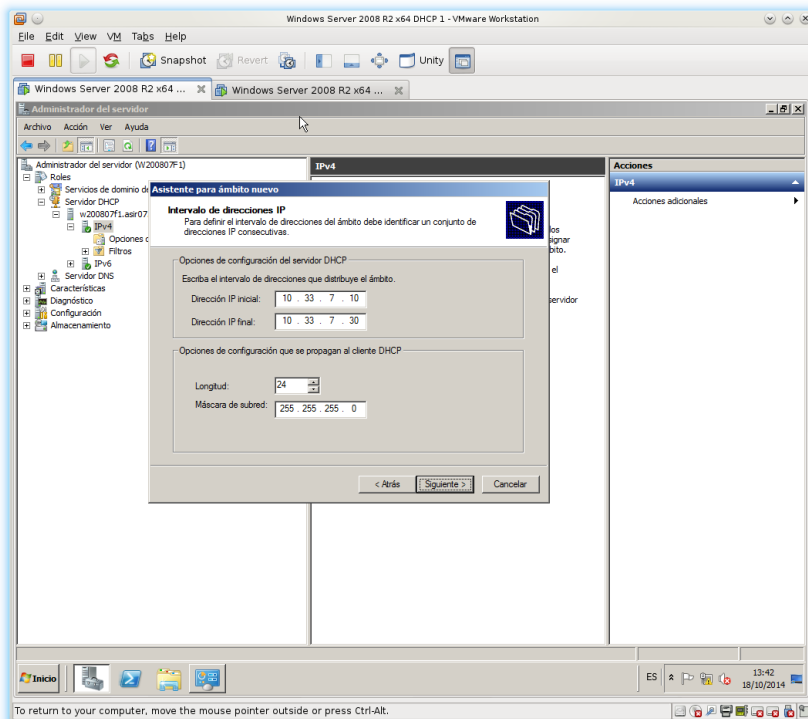 Windows Server 2008 R2 x64 DHCP 1 - VMware Workstation
File Edit View VM Tabs Help
Snapshot Revert Unity
Windows Server 2008 R2 x64 ... Windows Server 2008 R2 x64 ...
Administrador del servidor
Archivo Acción Ver Ayuda
Administrador del servidor (W200807F1)
Roles
Servicios de dominio de
Servidor DHCP
w200807f1.asir07
IPv4
Opciones d
Filtros
IPv6
Servidor DNS
Características
Diagnóstico
Configuración
Almacenamiento
IPv4
los
signar
bito.
el
servidor
Acciones
IPv4
Acciones adicionales
Asistente para ámbito nuevo
Intervalo de direcciones IP
Para definir el intervalo de direcciones del ámbito debe identificar un conjunto de
direcciones IP consecutivas.
Opciones de configuración del servidor DHCP
Escriba el intervalo de direcciones que distribuye el ámbito.
Dirección IP inicial: 10 . 33 . 7 . 10
Dirección IP final: 10 . 33 . 7 . 30
Opciones de configuración que se propagan al cliente DHCP
Longitud: 24
Máscara de subred: 255 . 255 . 255 . 0
< Atrás Siguiente > Cancelar
Inicio
ES
13:42
18/10/2014
To return to your computer, move the mouse pointer outside or press Ctrl-Alt.